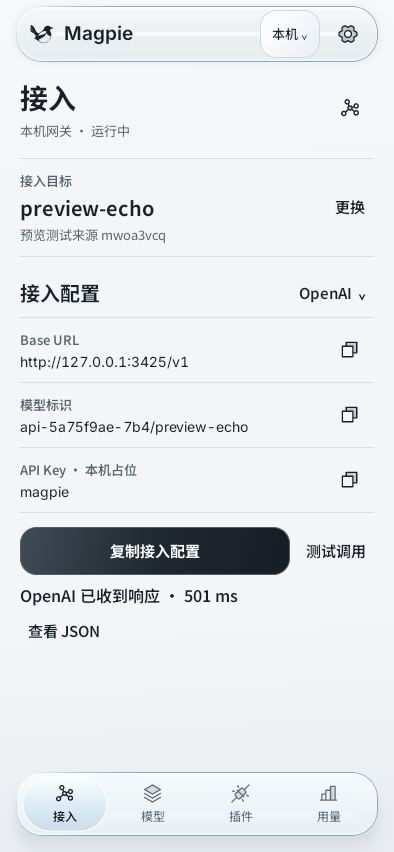 Magpie
本机
接入
本机网关 · 运行中
接入目标
preview-echo
更换
预览测试来源 mwoa3vcq
接入配置
OpenAI
Base URL
http://127.0.0.1:3425/v1
模型标识
api-5a75f9ae-7b4/preview-echo
API Key · 本机占位
magpie
复制接入配置
测试调用
OpenAI 已收到响应 · 501 ms
查看 JSON
接入
模型
插件
用量